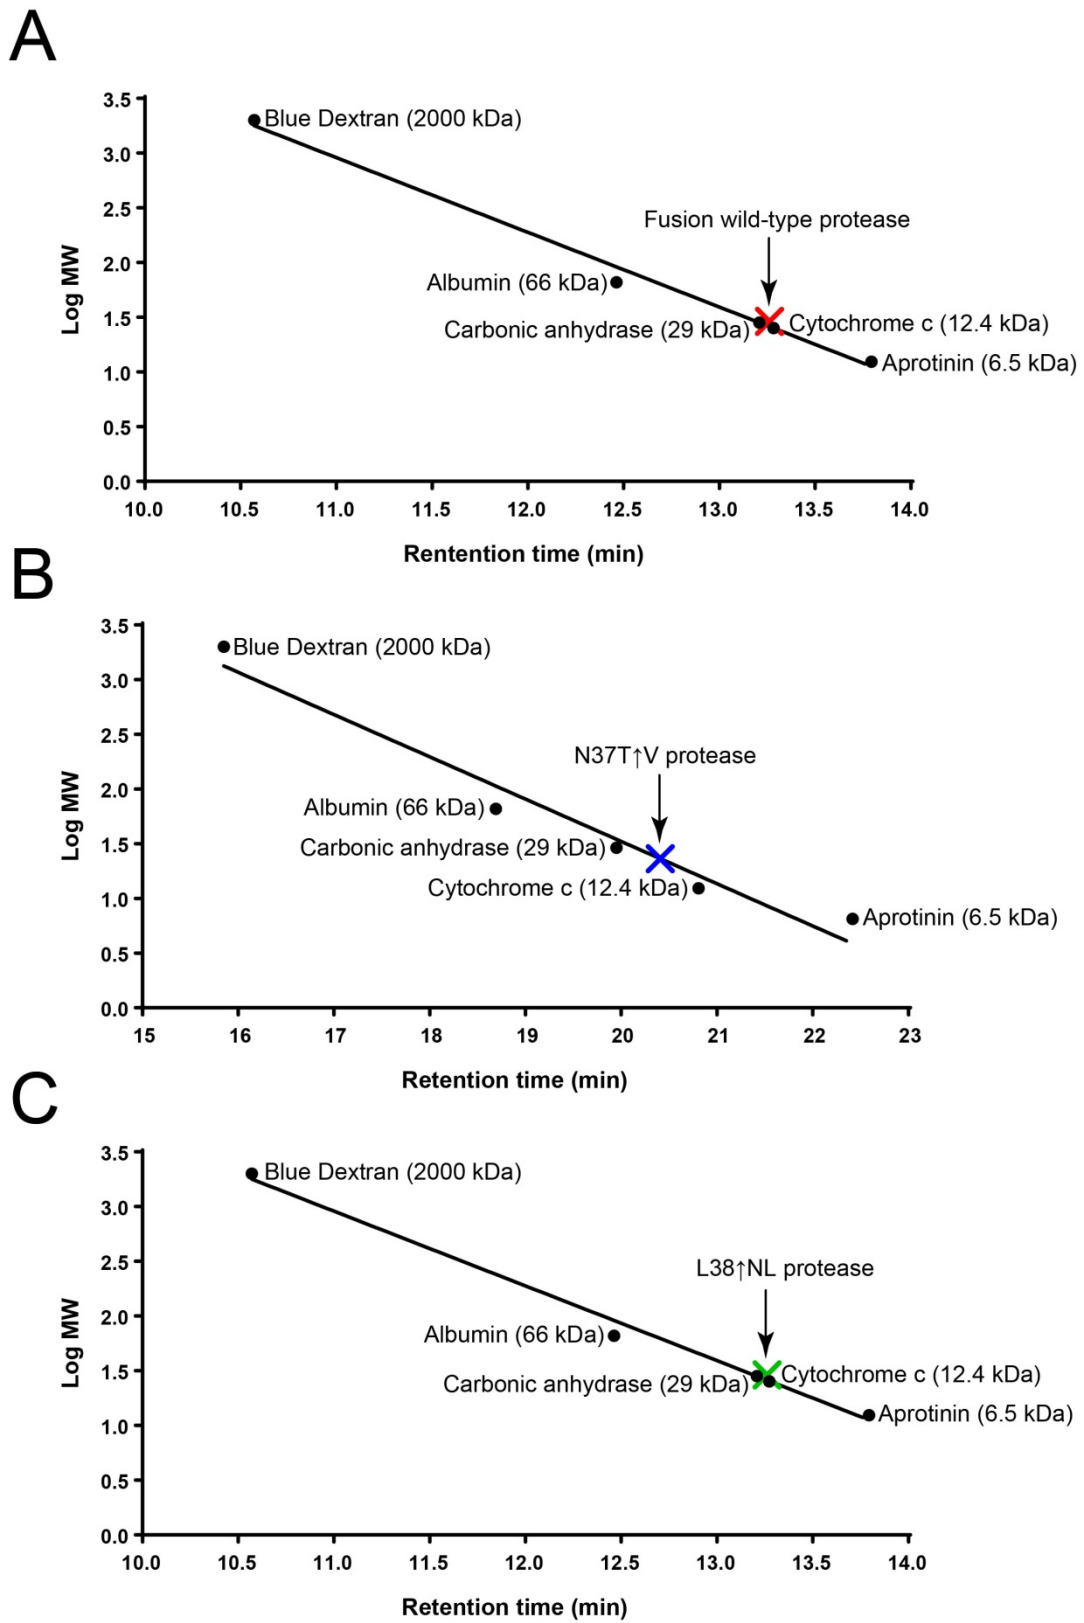 A
3.5
Blue Dextran (2000 kDa)
3.0
2.5
Fusion wild-type protease
2.0
Albumin (66 kDa)
1.5
Carbonic anhydrase (29 kDa)
Cytochrome c (12.4 kDa)
1.0
Aprotinin (6.5 kDa)
0.5
0.0
Log MW
10.0 10.5 11.0 11.5 12.0 12.5 13.0 13.5 14.0
Rentention time (min)
B
3.5
Blue Dextran (2000 kDa)
3.0
2.5
N37T↑V protease
2.0
Albumin (66 kDa)
1.5
Carbonic anhydrase (29 kDa)
Cytochrome c (12.4 kDa)
1.0
Aprotinin (6.5 kDa)
0.5
0.0
Log MW
15 16 17 18 19 20 21 22 23
Retention time (min)
C
3.5
Blue Dextran (2000 kDa)
3.0
2.5
L38↑NL protease
2.0
Albumin (66 kDa)
1.5
Carbonic anhydrase (29 kDa)
Cytochrome c (12.4 kDa)
1.0
Aprotinin (6.5 kDa)
0.5
0.0
Log MW
10.0 10.5 11.0 11.5 12.0 12.5 13.0 13.5 14.0
Retention time (min)